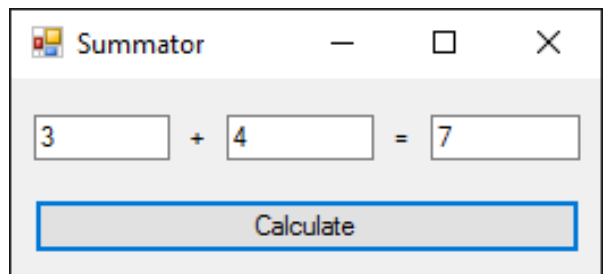 Summator
3 + 4 = 7
Calculate